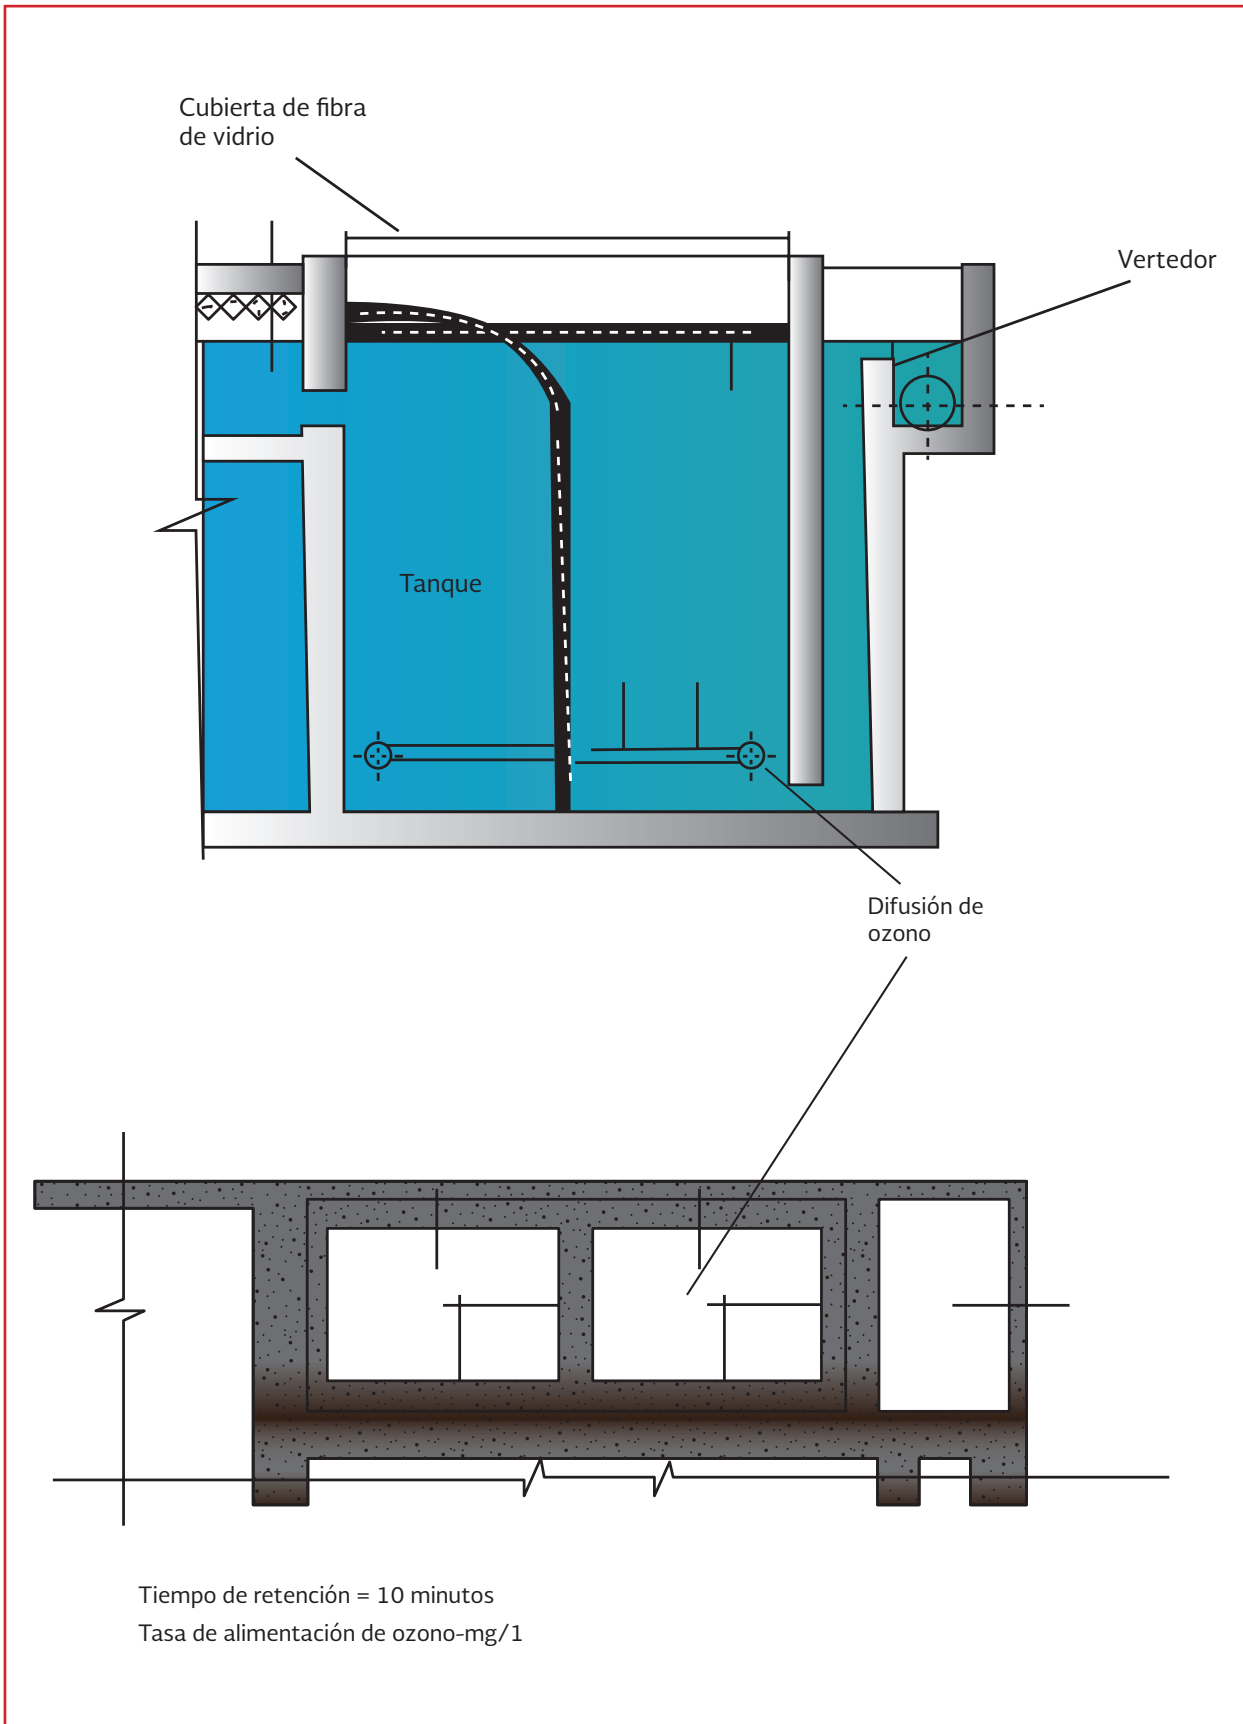 Cubierta de fibra
de vidrio
Vertedor
Tanque
Difusión de
ozono
Tiempo de retención = 10 minutos
Tasa de alimentación de ozono-mg/1